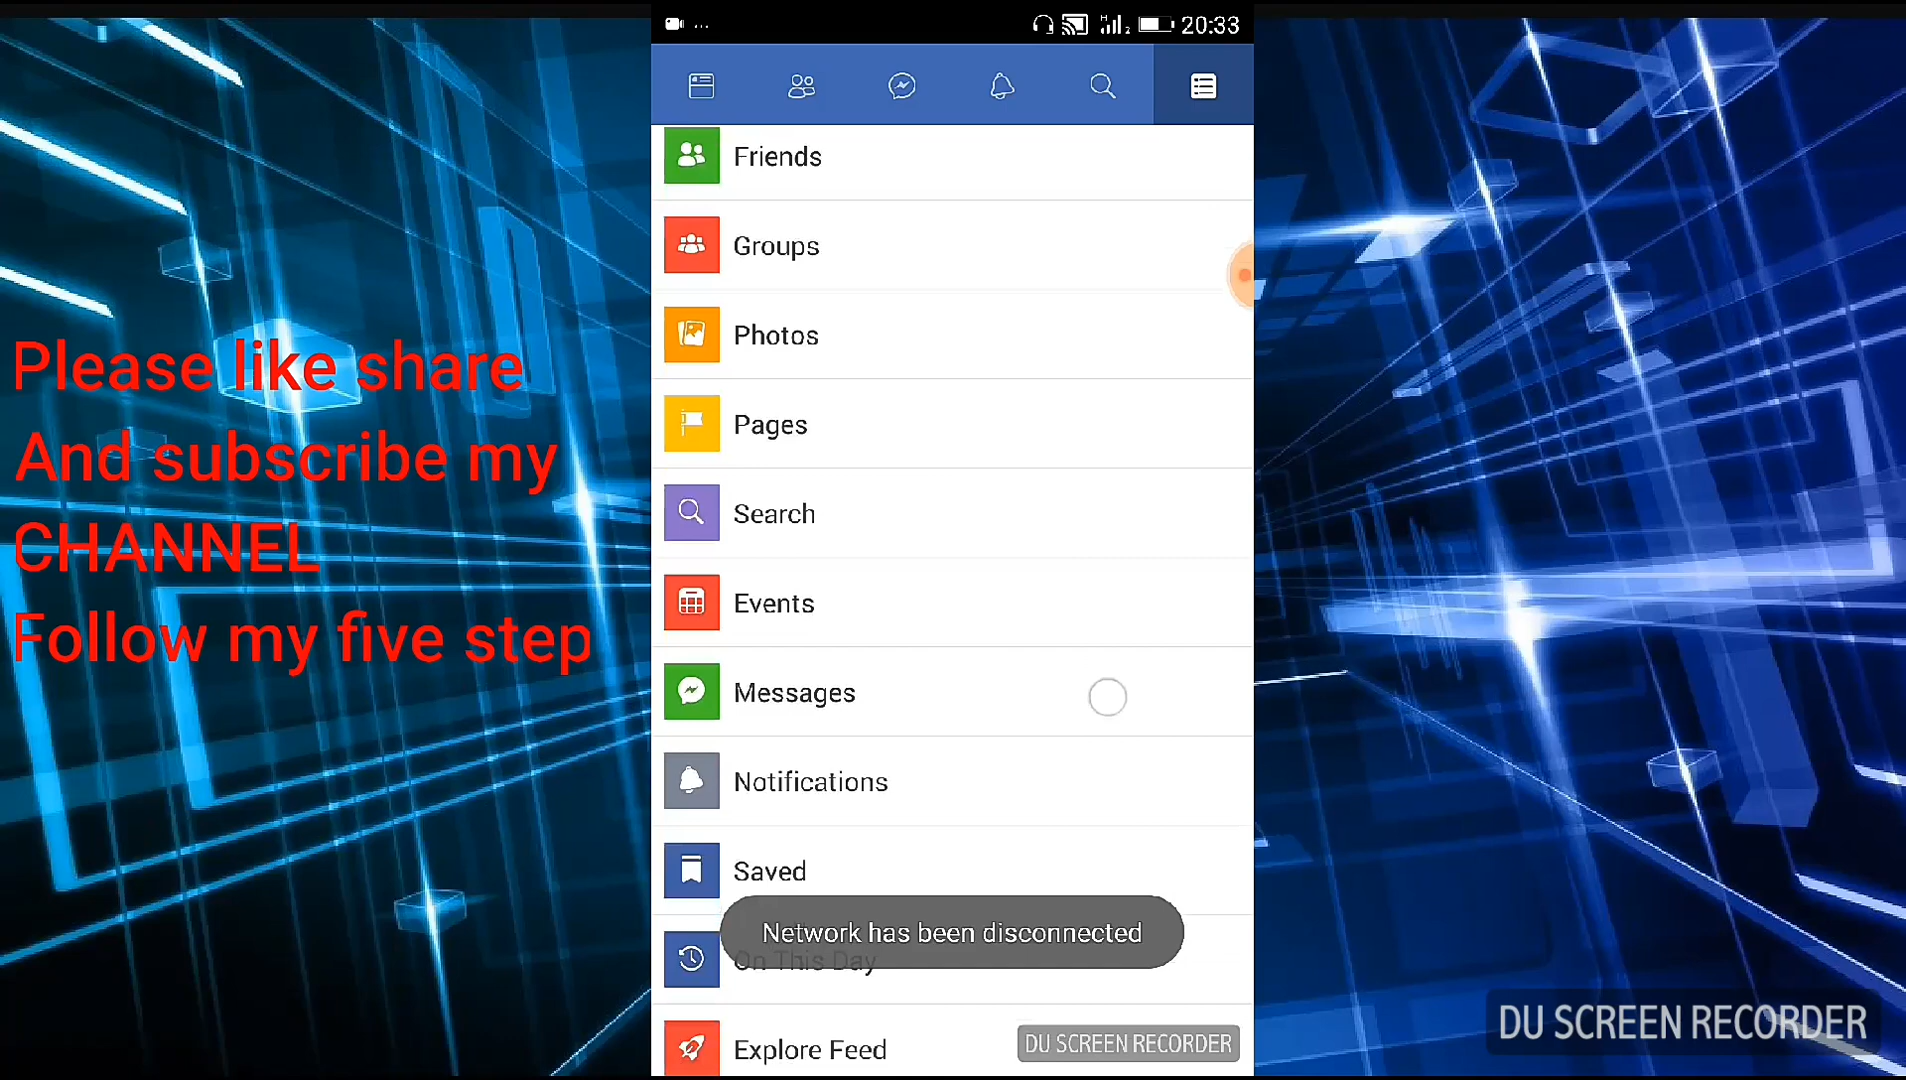 ... 20:33
Friends
Groups
Photos
Pages
Search
Events
Messages
Notifications
Saved
Network has been disconnected
On This Day
Explore Feed
DU SCREEN RECORDER
Please like share
And subscribe my
CHANNEL
Follow my five step
DU SCREEN RECORDER